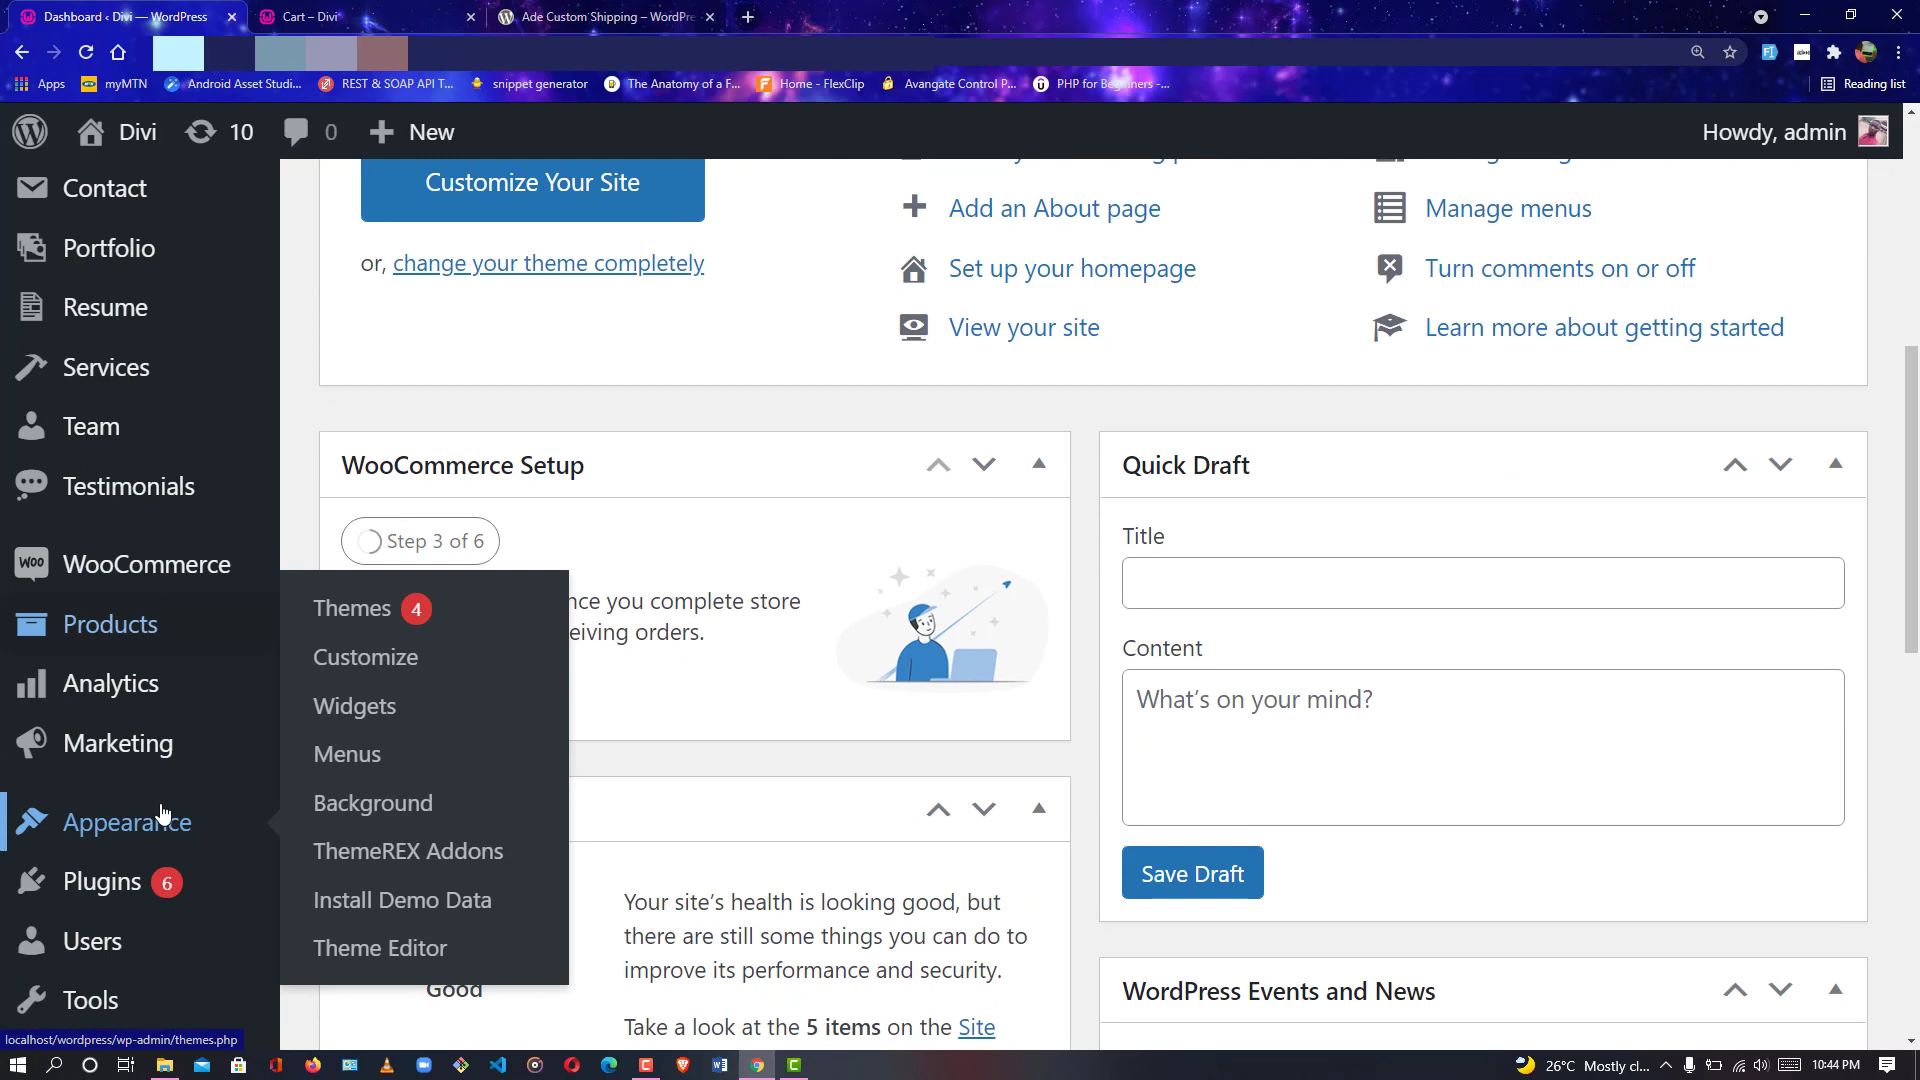 Dashboard ‹ Divi — WordPress
Cart – Divi
Ade Custom Shipping – WordPre
Apps
myMTN
Android Asset Studi...
REST & SOAP API T...
snippet generator
The Anatomy of a F...
Home - FlexClip
Avangate Control P...
PHP for Beginners -...
Reading list
Divi
10
0
New
Howdy, admin
Contact
Portfolio
Resume
Services
Team
Testimonials
WooCommerce
Products
Analytics
Marketing
Appearance
Plugins 6
Users
Tools
Themes 4
Customize
Widgets
Menus
Background
ThemeREX Addons
Install Demo Data
Theme Editor
Customize Your Site
or, change your theme completely
Add an About page
Set up your homepage
View your site
Manage menus
Turn comments on or off
Learn more about getting started
WooCommerce Setup
Step 3 of 6
nce you complete store
eiving orders.
Good
Your site's health is looking good, but
there are still some things you can do to
improve its performance and security.
Take a look at the 5 items on the Site
Quick Draft
Title
Content
What's on your mind?
Save Draft
WordPress Events and News
localhost/wordpress/wp-admin/themes.php
26°C Mostly cl...
10:44 PM